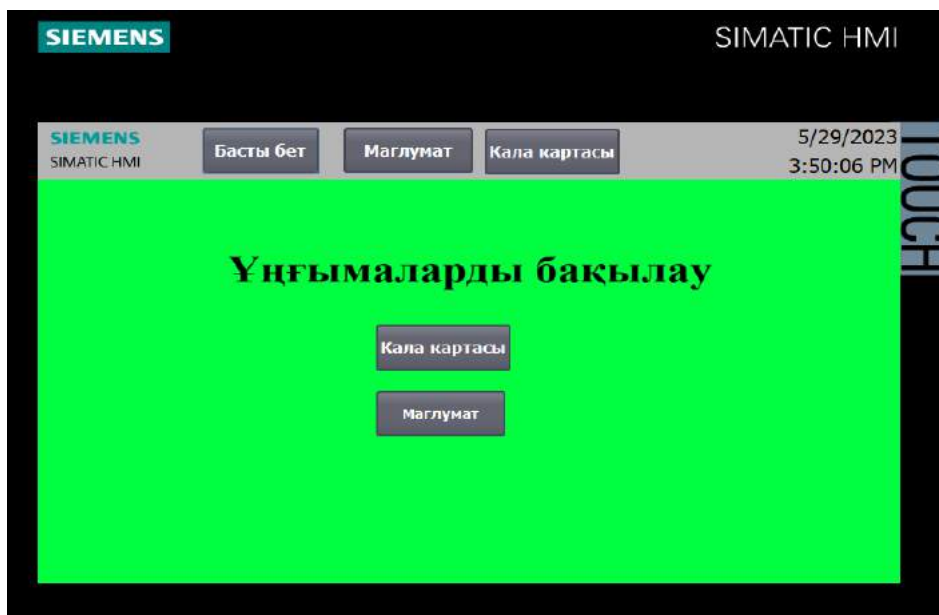 SIEMENS
SIMATIC HMI
SIEMENS
SIMATIC HMI
Басты бет
Маглумат
Кала картасы
5/29/2023
3:50:06 PM
TOUCH
Ұңғымаларды бақылау
Кала картасы
Маглумат